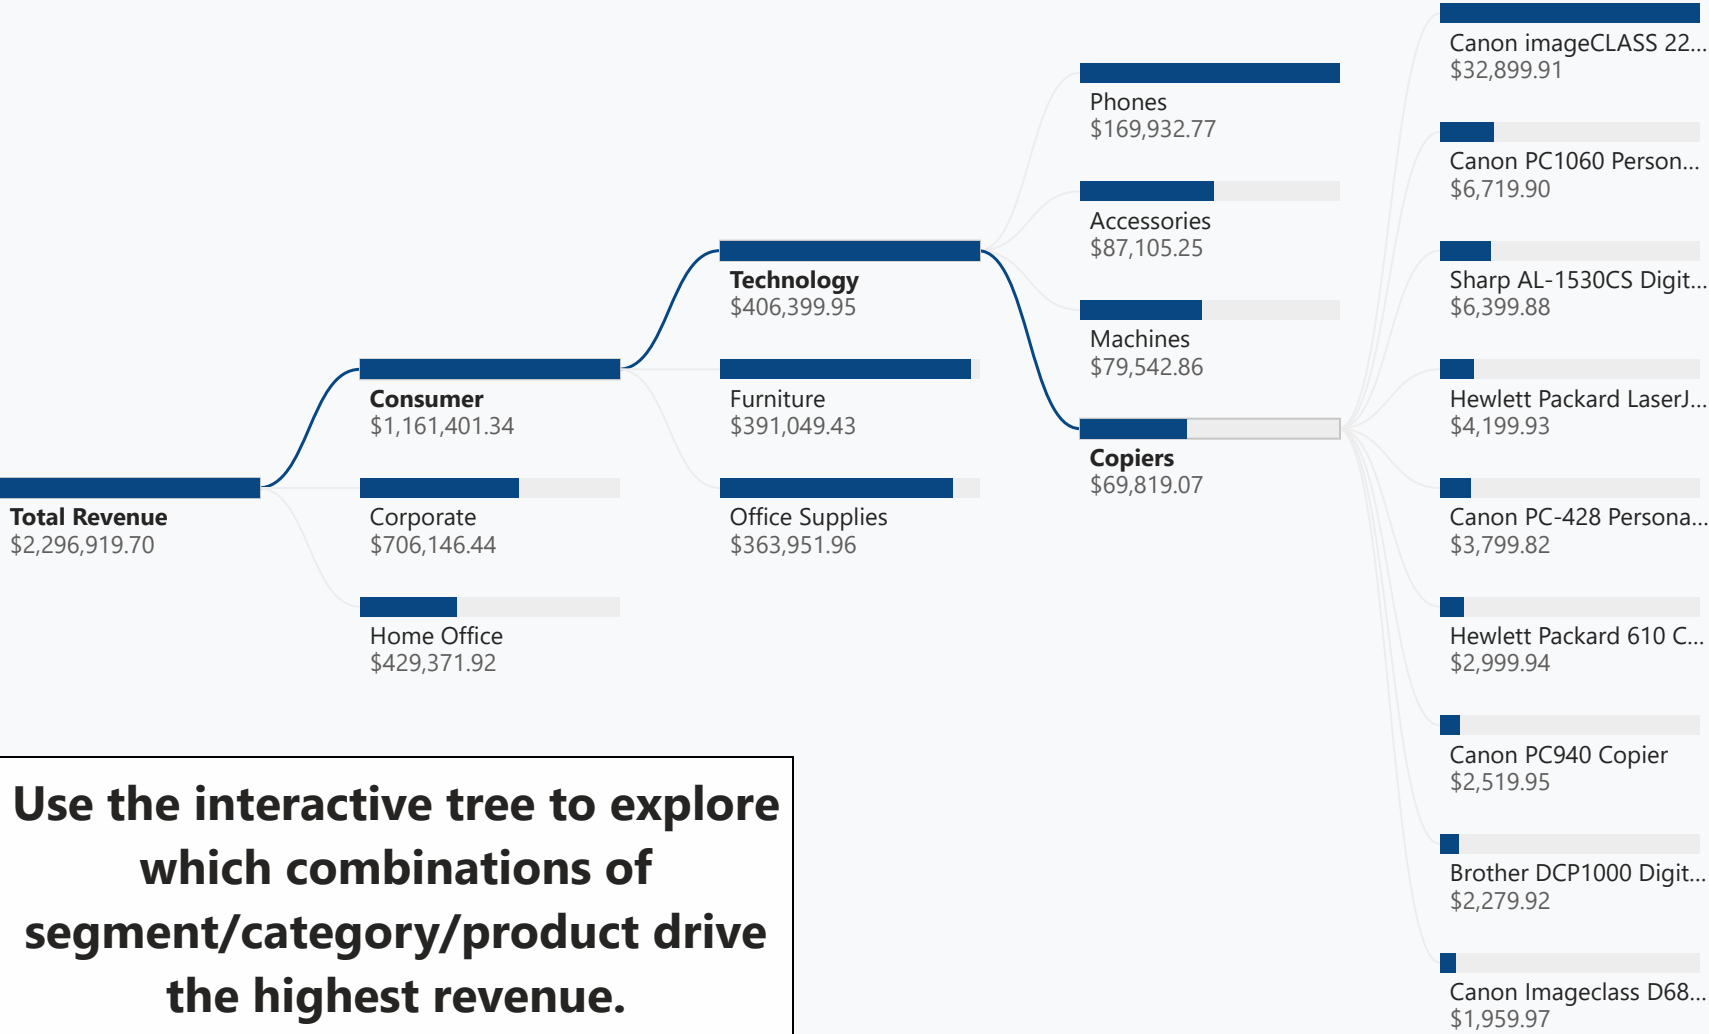 Total Revenue
$2,296,919.70
Consumer
$1,161,401.34
Corporate
$706,146.44
Home Office
$429,371.92
Technology
$406,399.95
Furniture
$391,049.43
Office Supplies
$363,951.96
Phones
$169,932.77
Accessories
$87,105.25
Machines
$79,542.86
Copiers
$69,819.07
Canon imageCLASS 22...
$32,899.91
Canon PC1060 Person...
$6,719.90
Sharp AL-1530CS Digit...
$6,399.88
Hewlett Packard LaserJ...
$4,199.93
Canon PC-428 Persona...
$3,799.82
Hewlett Packard 610 C...
$2,999.94
Canon PC940 Copier
$2,519.95
Brother DCP1000 Digit...
$2,279.92
Canon Imageclass D68...
$1,959.97
Use the interactive tree to explore
which combinations of
segment/category/product drive
the highest revenue.